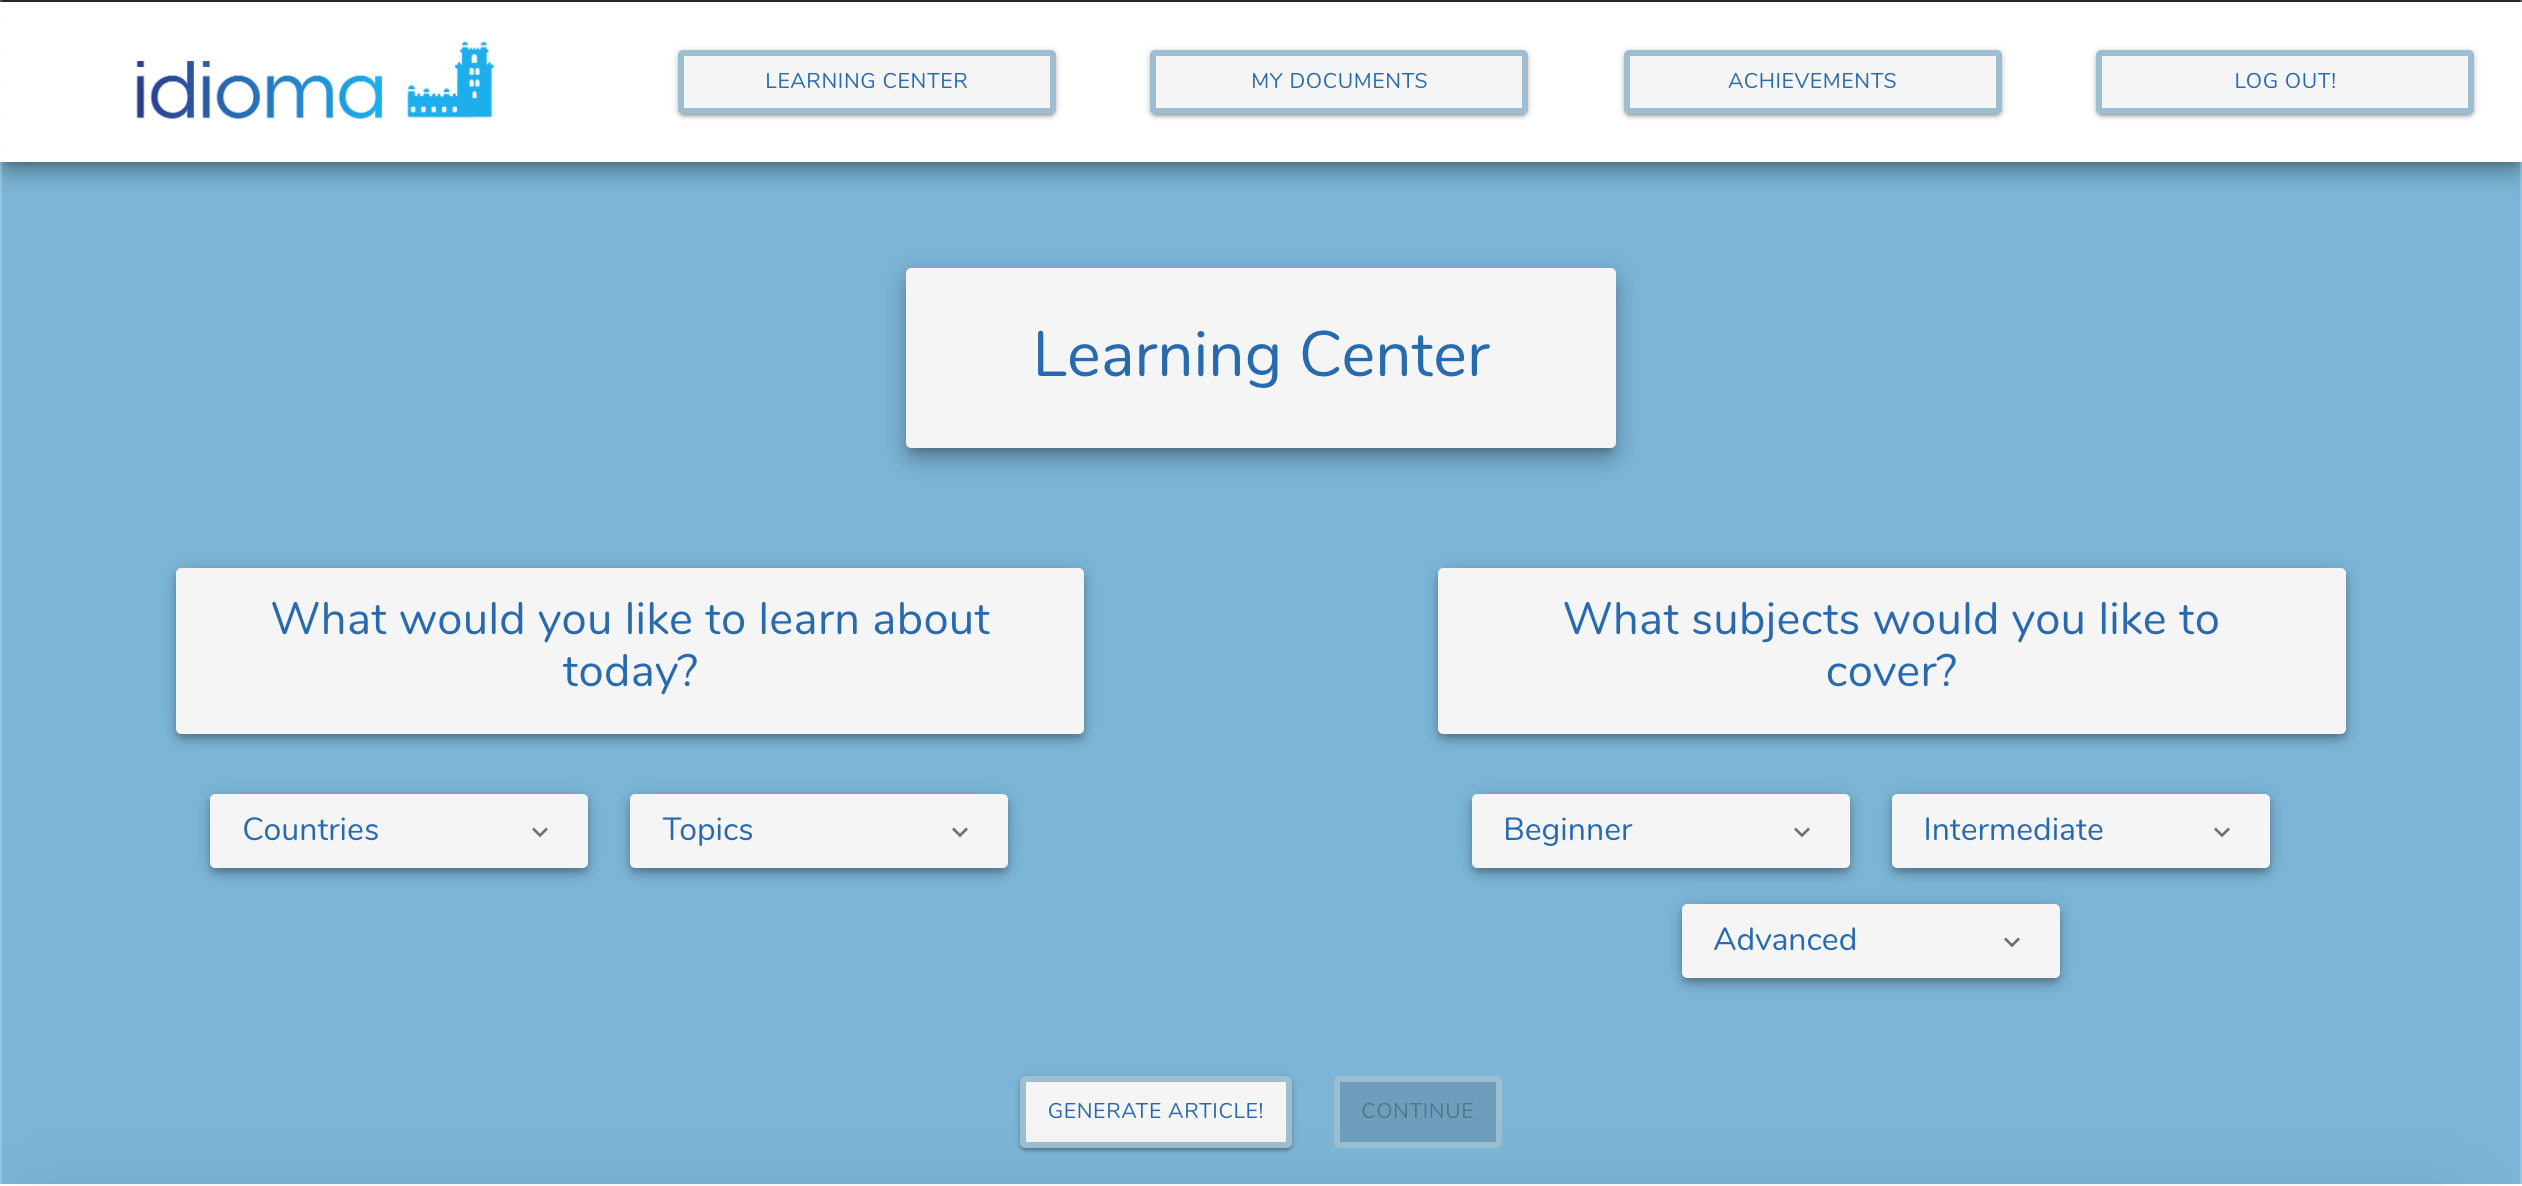 idioma
LEARNING CENTER
MY DOCUMENTS
ACHIEVEMENTS
LOG OUT!
Learning Center
What would you like to learn about
today?
Countries
Topics
What subjects would you like to
cover?
Beginner
Intermediate
Advanced
GENERATE ARTICLE!
CONTINUE